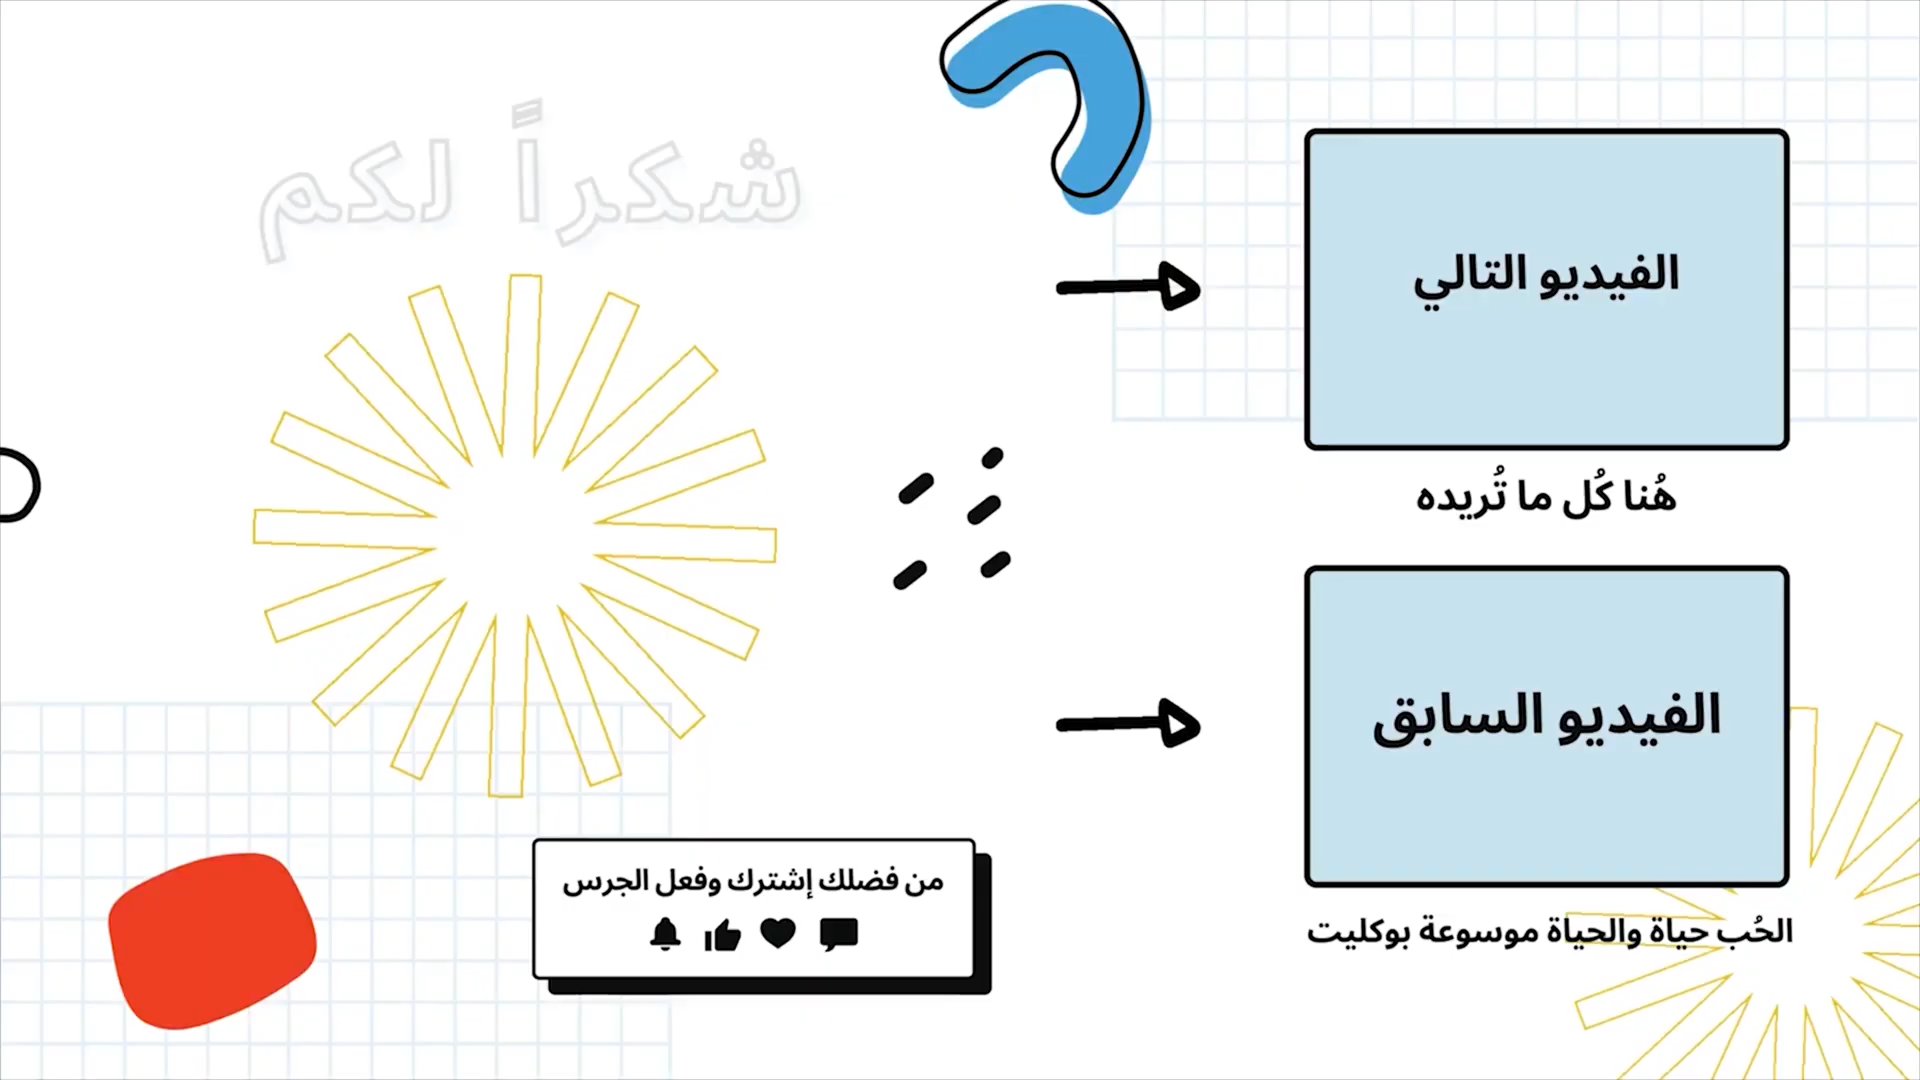 شكراً لكم
الفيديو التالي
هُنا كُل ما تُريده
الفيديو السابق
الحُب حياة والحياة موسوعة بوكليت
من فضلك إشترك وفعل الجرس